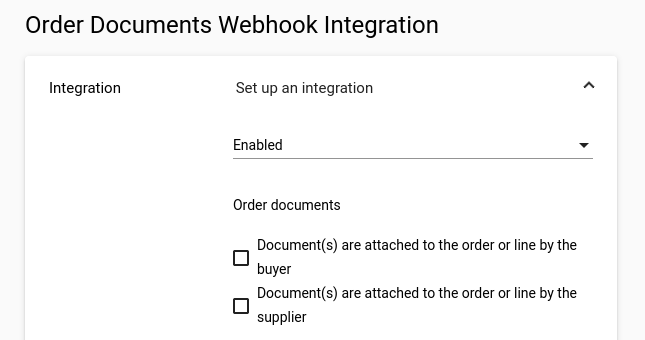 Order Documents Webhook Integration
Integration
Set up an integration
Enabled
Order documents
Document(s) are attached to the order or line by the
buyer
Document(s) are attached to the order or line by the
supplier